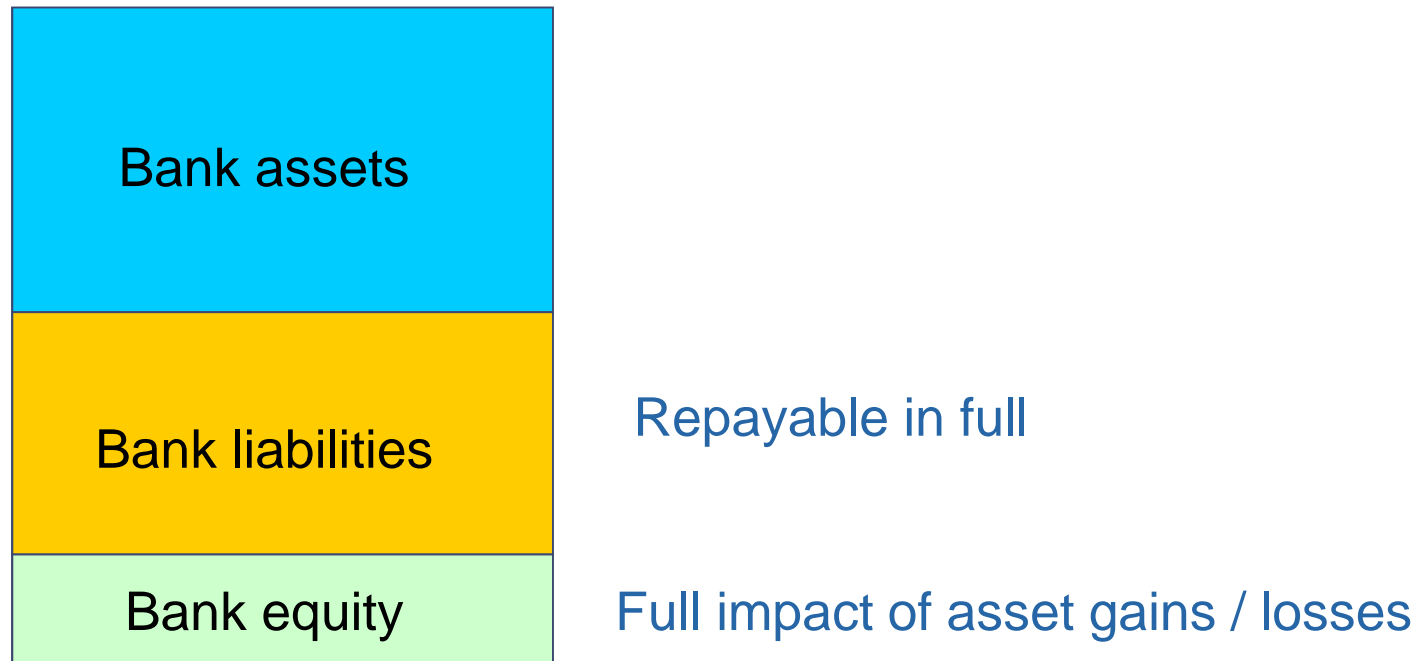 Bank assets
Repayable in full
Bank liabilities
Bank equity
Full impact of asset gains / losses